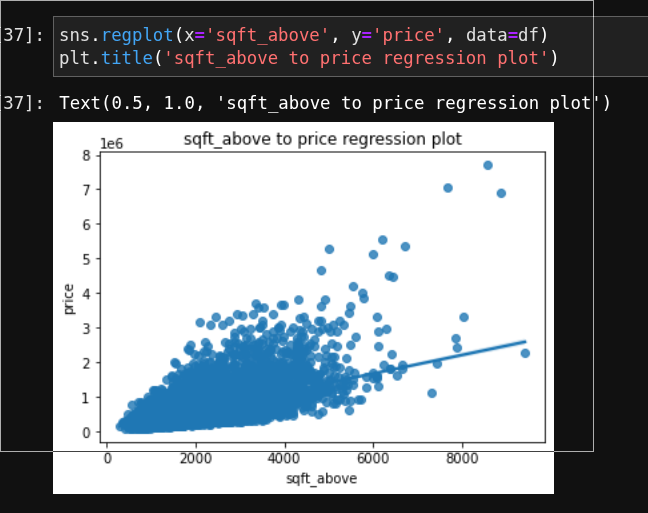 37]: sns.regplot(x='sqft_above', y='price', data=df)
plt.title('sqft_above to price regression plot')
37]: Text(0.5, 1.0, 'sqft_above to price regression plot')
sqft_above to price regression plot
1e6
8
7
6
5
4
3
2
1
0
price
0 2000 4000 6000 8000
sqft_above